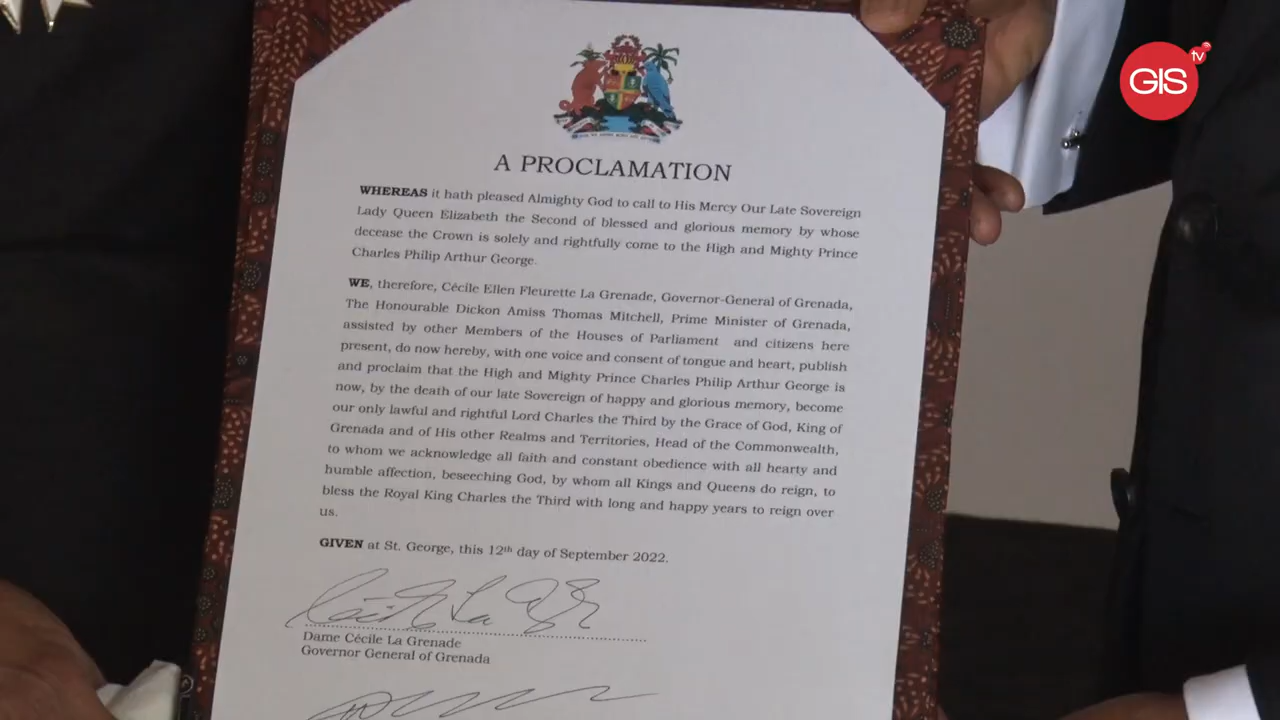 GIS
tv
A PROCLAMATION
WHEREAS it hath pleased Almighty God to call to His Mercy Our Late Sovereign
Lady Queen Elizabeth the Second of blessed and glorious memory by whose
decease the Crown is solely and rightfully come to the High and Mighty Prince
Charles Philip Arthur George.
WE, therefore, Cécile Ellen Fleurette La Grenade, Governor-General of Grenada,
The Honourable Dickon Amiss Thomas Mitchell, Prime Minister of Grenada,
assisted by other Members of the Houses of Parliament and citizens here
present, do now hereby, with one voice and consent of tongue and heart, publish
and proclaim that the High and Mighty Prince Charles Philip Arthur George is
now, by the death of our late Sovereign of happy and glorious memory, become
our only lawful and rightful Lord Charles the Third by the Grace of God, King of
Grenada and of His other Realms and Territories, Head of the Commonwealth,
to whom we acknowledge all faith and constant obedience with all hearty and
humble affection, beseeching God, by whom all Kings and Queens do reign, to
bless the Royal King Charles the Third with long and happy years to reign over
us.
GIVEN at St. George, this 12th day of September 2022.
Dame Cécile La Grenade
Governor General of Grenada